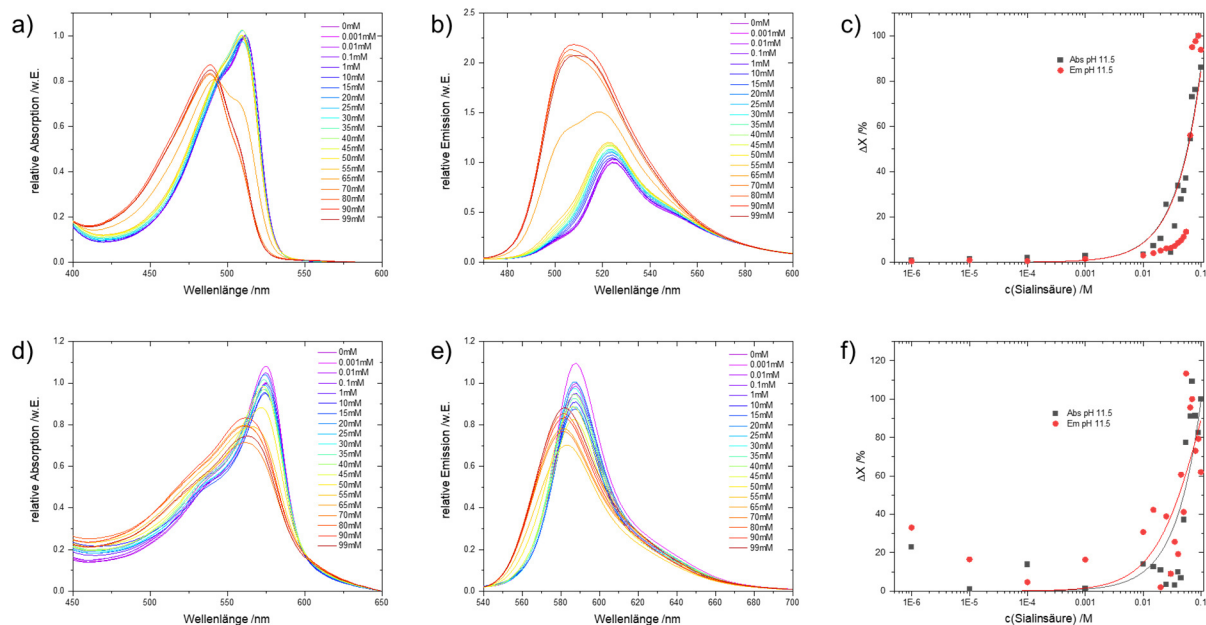 a)
relative Absorption /w.E.
1.0
0.8
0.6
0.4
0.2
0.0
400
450
500
550
600
Wellenlänge /nm
0mM
0.001mM
0.01mM
0.1mM
1mM
10mM
15mM
20mM
25mM
30mM
35mM
40mM
45mM
50mM
55mM
65mM
70mM
80mM
90mM
99mM
b)
relative Emission /w.E.
2.5
2.0
1.5
1.0
0.5
0.0
480
500
520
540
560
580
600
Wellenlänge /nm
0mM
0.001mM
0.01mM
0.1mM
1mM
10mM
15mM
20mM
25mM
30mM
35mM
40mM
45mM
50mM
55mM
65mM
70mM
80mM
90mM
99mM
c)
ΔX /%
100
80
60
40
20
0
1E-6
1E-5
1E-4
0.001
0.01
0.1
c(Sialinsäure) /M
Abs pH 11.5
Em pH 11.5
d)
relative Absorption /w.E.
1.2
1.0
0.8
0.6
0.4
0.2
0.0
450
500
550
600
650
Wellenlänge /nm
0mM
0.001mM
0.01mM
0.1mM
1mM
10mM
15mM
20mM
25mM
30mM
35mM
40mM
45mM
50mM
55mM
65mM
70mM
80mM
90mM
99mM
e)
relative Emission /w.E.
1.2
1.0
0.8
0.6
0.4
0.2
0.0
540
560
580
600
620
640
660
680
700
Wellenlänge /nm
0mM
0.001mM
0.01mM
0.1mM
1mM
10mM
15mM
20mM
25mM
30mM
35mM
40mM
45mM
50mM
55mM
65mM
70mM
80mM
90mM
99mM
f)
ΔX /%
120
100
80
60
40
20
0
1E-6
1E-5
1E-4
0.001
0.01
0.1
c(Sialinsäure) /M
Abs pH 11.5
Em pH 11.5